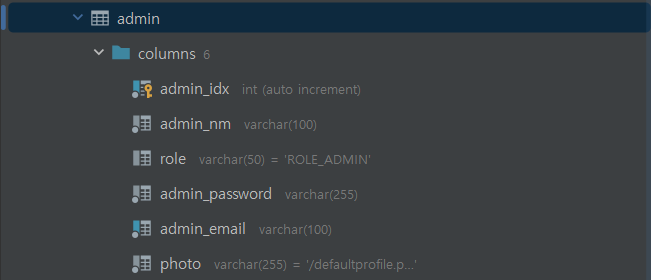 admin
columns 6
admin_idx int (auto increment)
admin_nm varchar(100)
role varchar(50) = 'ROLE_ADMIN'
admin_password varchar(255)
admin_email varchar(100)
photo varchar(255) = '/defaultprofile.p...'